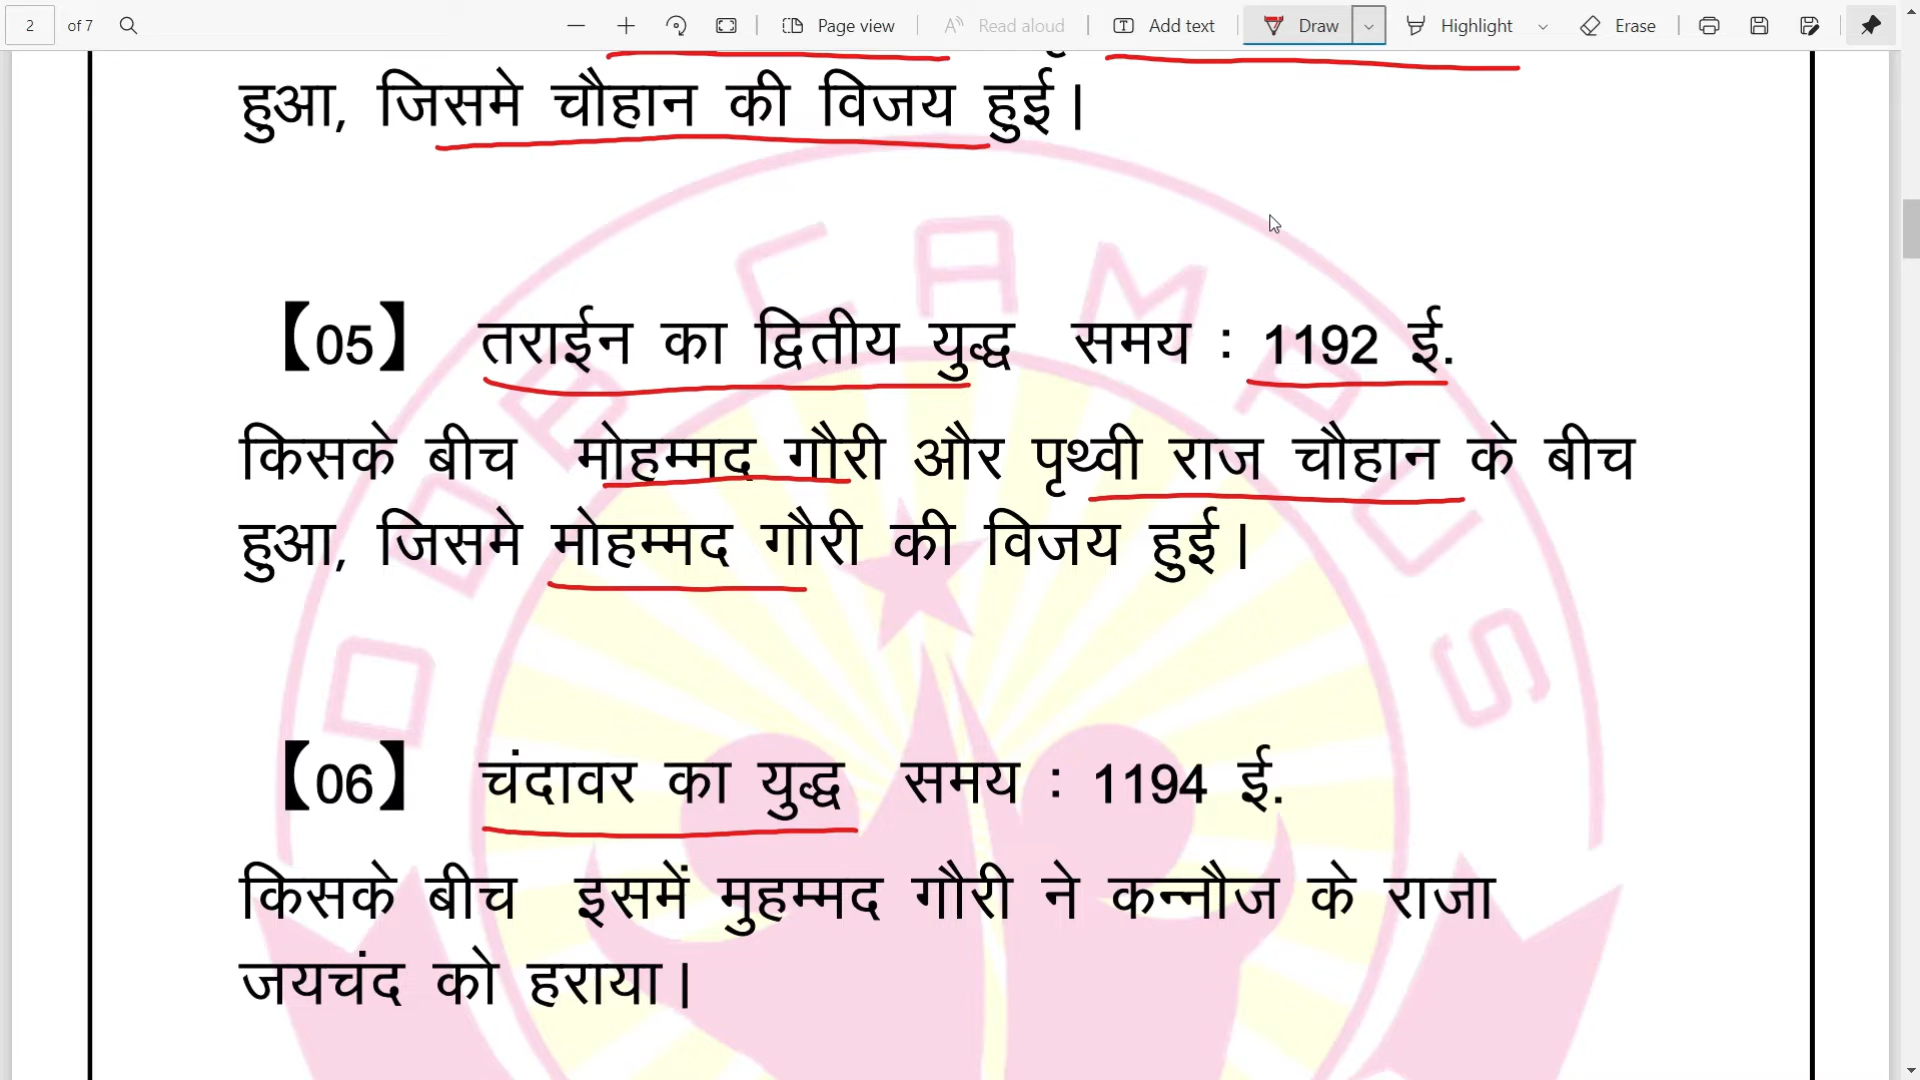 2 of 7 Page view Read aloud Add text Draw Highlight Erase
हुआ, जिसमे चौहान की विजय हुई।
【05】 तराईन का द्वितीय युद्ध समय : 1192 ई.
किसके बीच मोहम्मद गौरी और पृथ्वी राज चौहान के बीच
हुआ, जिसमे मोहम्मद गौरी की विजय हुई।
【06】 चंदावर का युद्ध समय : 1194 ई.
किसके बीच इसमें मुहम्मद गौरी ने कन्नौज के राजा
जयचंद को हराया।